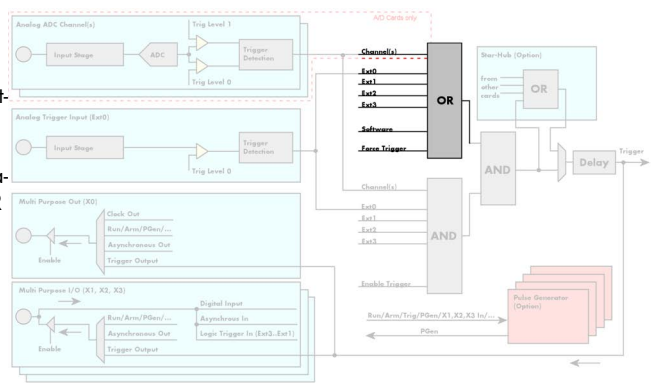 A/D Cards only
Analog ADC Channel(s)
Trig Level 1
Input Stage
ADC
Trigger
Detection
Trig Level 0
Analog Trigger Input (Ext0)
Input Stage
Trigger
Detection
Trig Level 0
Multi Purpose Out (X0)
Clock Out
Run/Arm/PGen/...
Asynchronous Out
Trigger Output
Enable
Multi Purpose I/O (X1, X2, X3)
Digital Input
Asynchronous In
Run/Arm/PGen/...
Asynchronous Out
Logic Trigger In (Ext3..Ext1)
Trigger Output
Enable
Channel(s)
Ext0
Ext1
Ext2
Ext3
Software
Force Trigger
OR
Channel(s)
Ext0
Ext1
Ext2
Ext3
Enable Trigger
AND
AND
Star-Hub (Option)
from
other
cards
OR
Delay
Trigger
Run/Arm/Trig/PGen/X1,X2,X3 In/...
PGen
Pulse Generator
(Option)